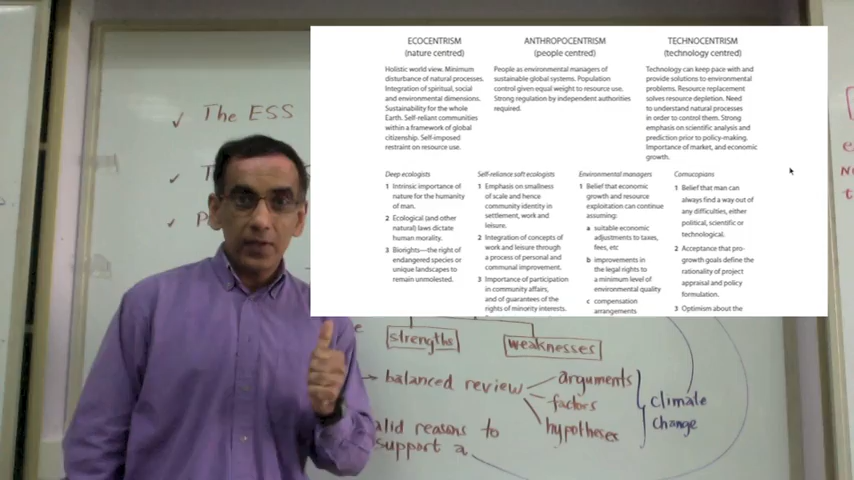 ECOCENTRISM
(nature centred)
Holistic world view. Minimum
disturbance of natural processes.
Integration of spiritual, social
and environmental dimensions.
Sustainability for the whole
Earth. Self-reliant communities
within a framework of global
citizenship. Self-imposed
restraint on resource use.
ANTHROPOCENTRISM
(people centred)
People as environmental managers of
sustainable global systems. Population
control given equal weight to resource use.
Strong regulation by independent authorities
required.
TECHNOCENTRISM
(technology centred)
Technology can keep pace with and
provide solutions to environmental
problems. Resource replacement
solves resource depletion. Need
to understand natural processes
in order to control them. Strong
emphasis on scientific analysis and
prediction prior to policy-making.
Importance of market, and economic
growth.
Deep ecologists
1 Intrinsic importance of
nature for the humanity
of man.
2 Ecological (and other
natural) laws dictate
human morality.
3 Biorights—the right of
endangered species or
unique landscapes to
remain unmolested.
Self-reliance soft ecologists
1 Emphasis on smallness
of scale and hence
community identity in
settlement, work and
leisure.
2 Integration of concepts of
work and leisure through
a process of personal and
communal improvement.
3 Importance of participation
in community affairs,
and of guarantees of the
rights of minority interests.
Environmental managers
1 Belief that economic
growth and resource
exploitation can continue
assuming:
a suitable economic
adjustments to taxes,
fees, etc
b improvements in
the legal rights to
a minimum level of
environmental quality
c compensation
arrangements
Cornucopians
1 Belief that man can
always find a way out of
any difficulties, either
political, scientific or
technological.
2 Acceptance that pro-
growth goals define the
rationality of project
appraisal and policy
formulation.
3 Optimism about the
✓ The ESS
✓ T
✓ P
strengths
weaknesses
→ balanced review
arguments
factors
hypotheses
climate
change
alid reasons to
support a